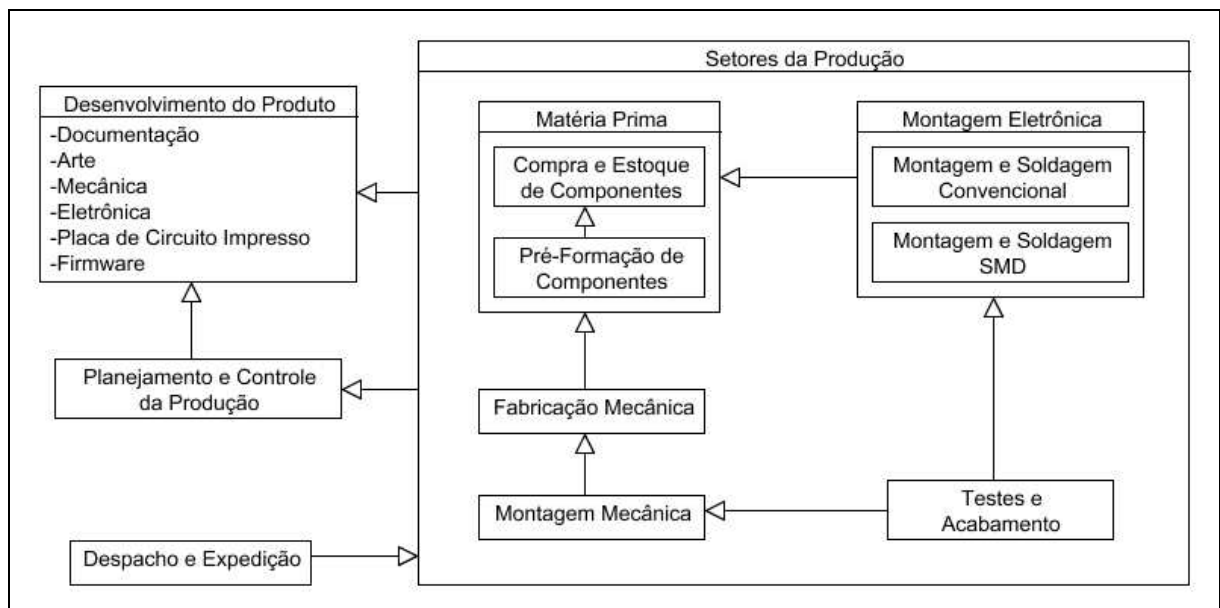 Setores da Produção
Desenvolvimento do Produto
-Documentação
-Arte
-Mecânica
-Eletrônica
-Placa de Circuito Impresso
-Firmware
Planejamento e Controle
da Produção
Despacho e Expedição
Matéria Prima
Compra e Estoque
de Componentes
Pré-Formação de
Componentes
Fabricação Mecânica
Montagem Mecânica
Montagem Eletrônica
Montagem e Soldagem
Convencional
Montagem e Soldagem
SMD
Testes e
Acabamento